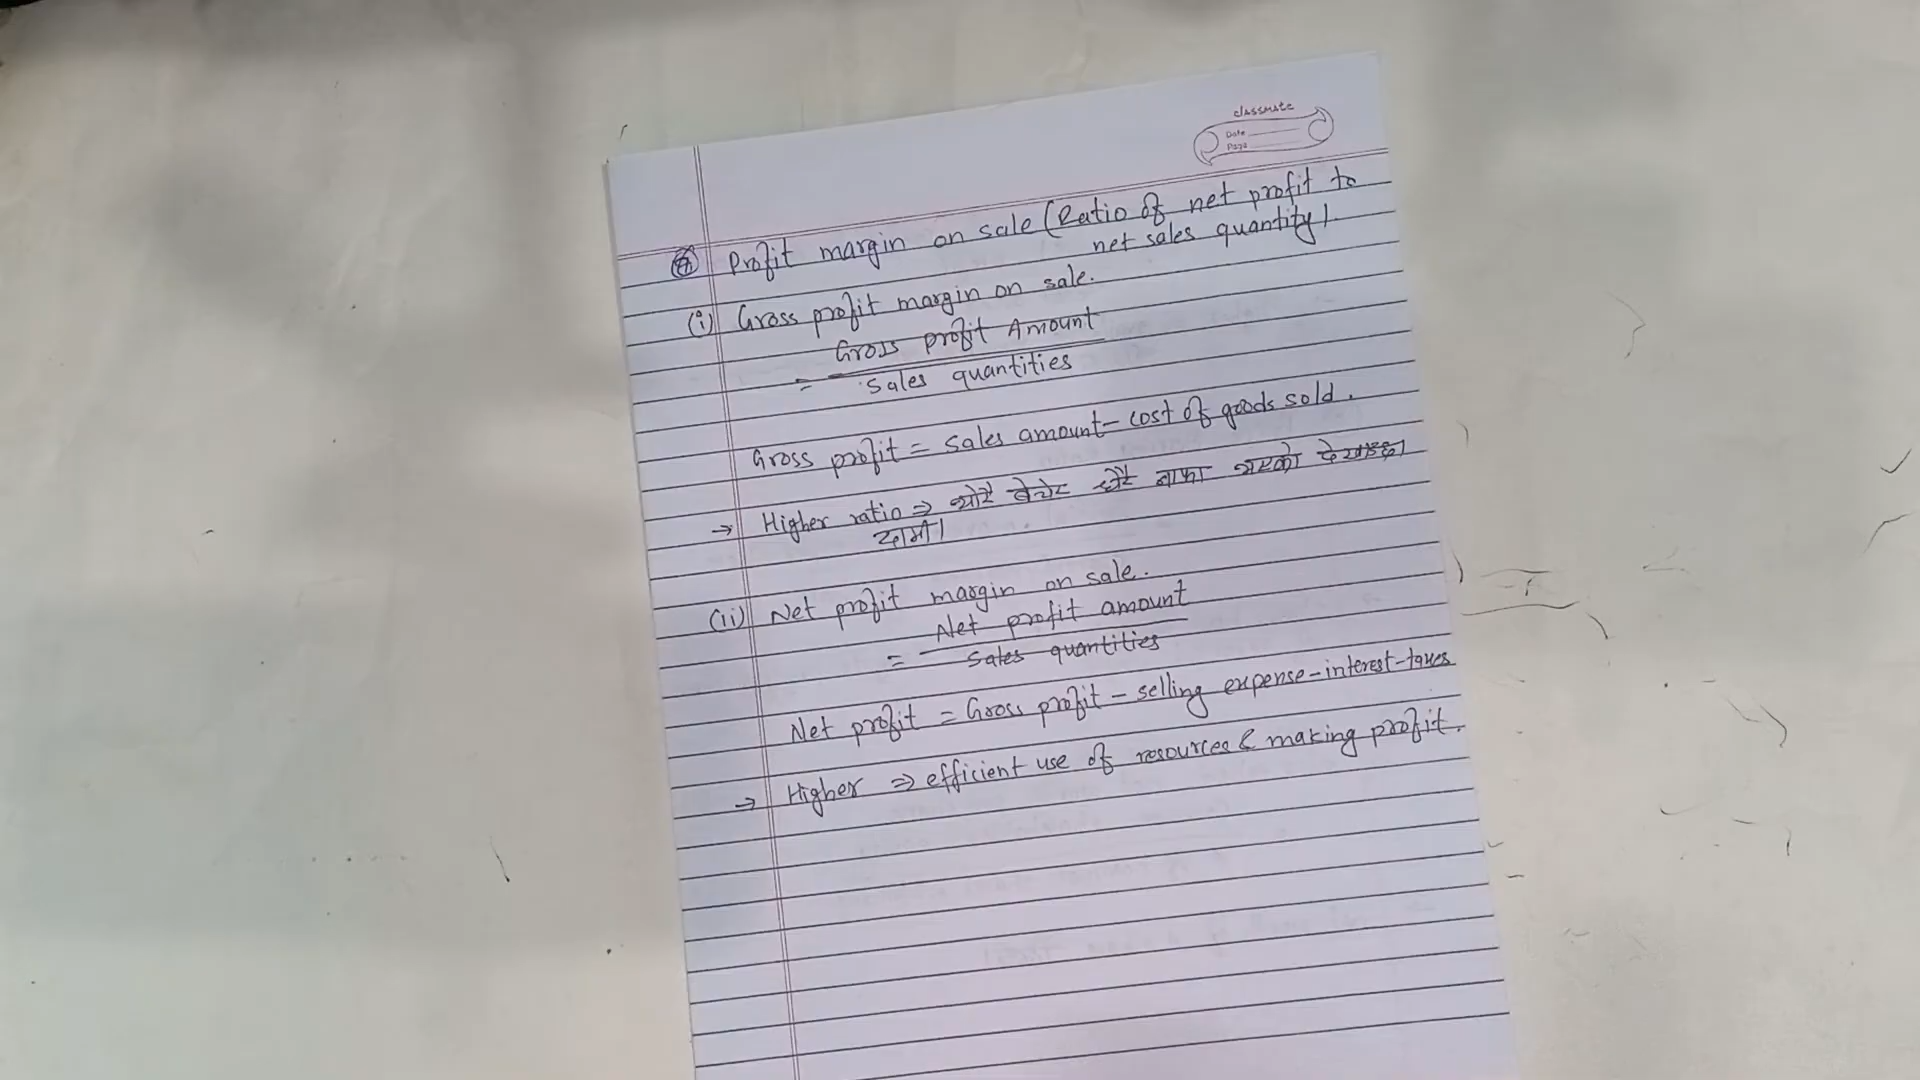 classmate
Date
Page
Profit margin on sale (Ratio of net profit to
net sales quantity).
(i) Gross profit margin on sale.
Gross profit Amount
= Sales quantities
Gross profit = sales amount - cost of goods sold.
→ Higher ratio ⇒ थोरै बेचेर धेरै नाफा भएको देखाउँछ।
दामी।
(ii) Net profit margin on sale.
Net profit amount
= Sales quantities
Net profit = Gross profit - selling expense - interest - taxes
→ Higher ⇒ efficient use of resources & making profit.